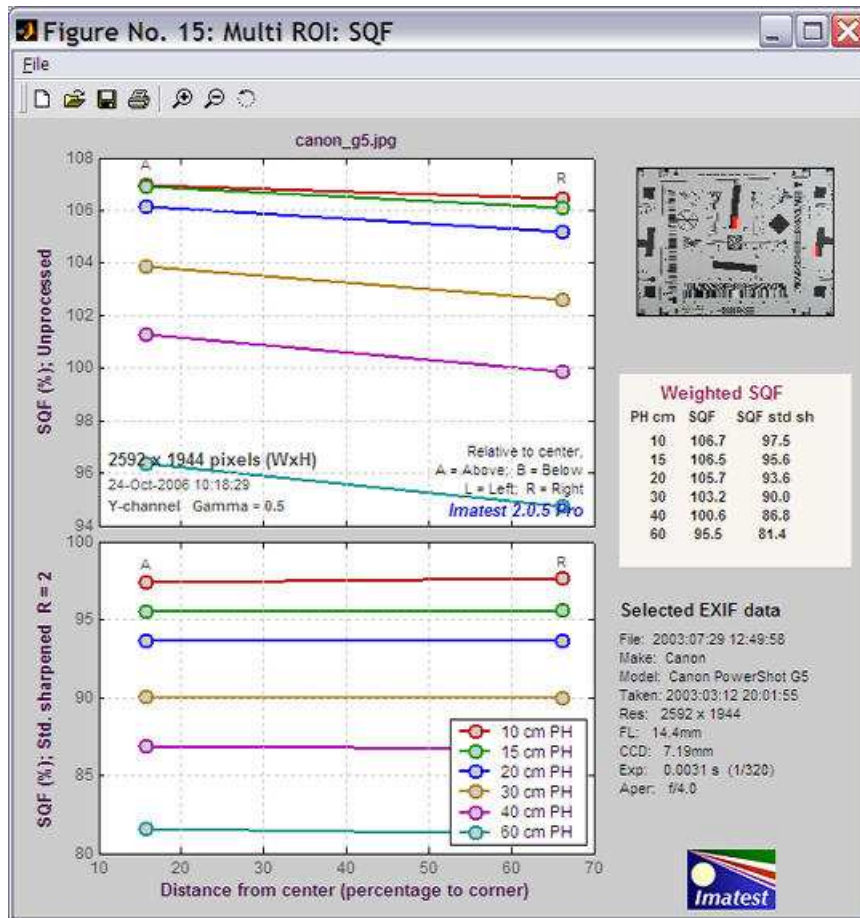 Figure No. 15: Multi ROI: SQF
File
canon_g5.jpg
108
106
104
102
100
98
96
94
SQF (%); Unprocessed
A
R
2592 x 1944 pixels (WxH)
24-Oct-2006 10:18:29
Y-channel Gamma = 0.5
Relative to center,
A = Above; B = Below
L = Left; R = Right
Imatest 2.0.5 Pro
100
95
90
85
80
SQF (%); Std. sharpened R = 2
A
R
10 cm PH
15 cm PH
20 cm PH
30 cm PH
40 cm PH
60 cm PH
10 20 30 40 50 60 70
Distance from center (percentage to corner)
Weighted SQF
PH cm SQF SQF std sh
10 106.7 97.5
15 106.5 95.6
20 105.7 93.6
30 103.2 90.0
40 100.6 86.8
60 95.5 81.4
Selected EXIF data
File: 2003:07:29 12:49:58
Make: Canon
Model: Canon PowerShot G5
Taken: 2003:03:12 20:01:55
Res: 2592 x 1944
FL: 14.4mm
CCD: 7.19mm
Exp: 0.0031 s (1/320)
Aper: f/4.0
Imatest